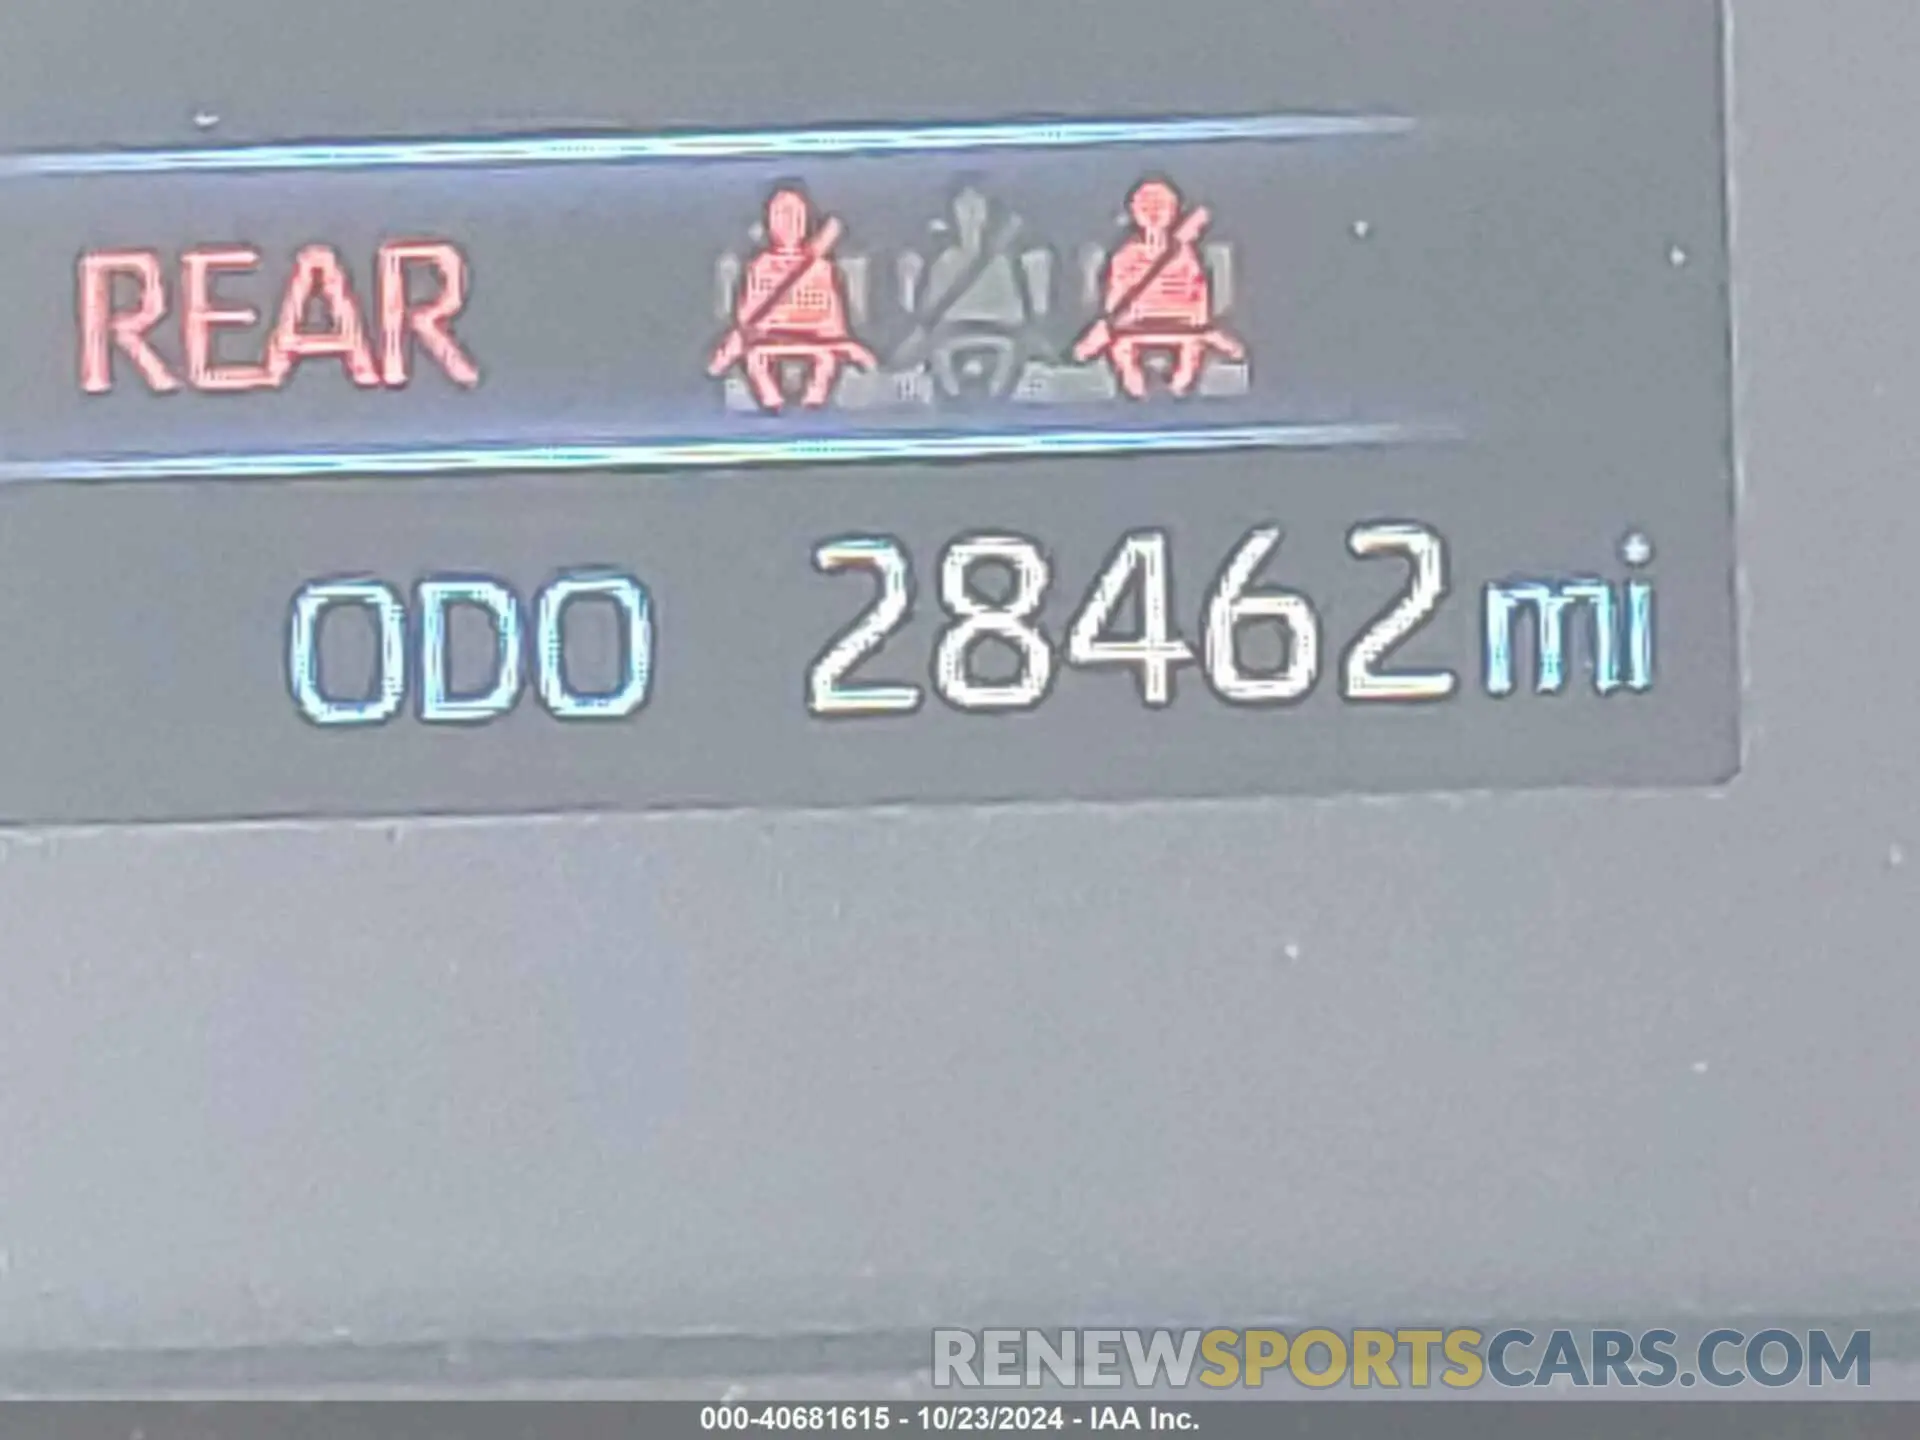 REAR
ODO 28462mi
RENEWSPORTSCARS.COM
000-40681615 - 10/23/2024 - IAA Inc.